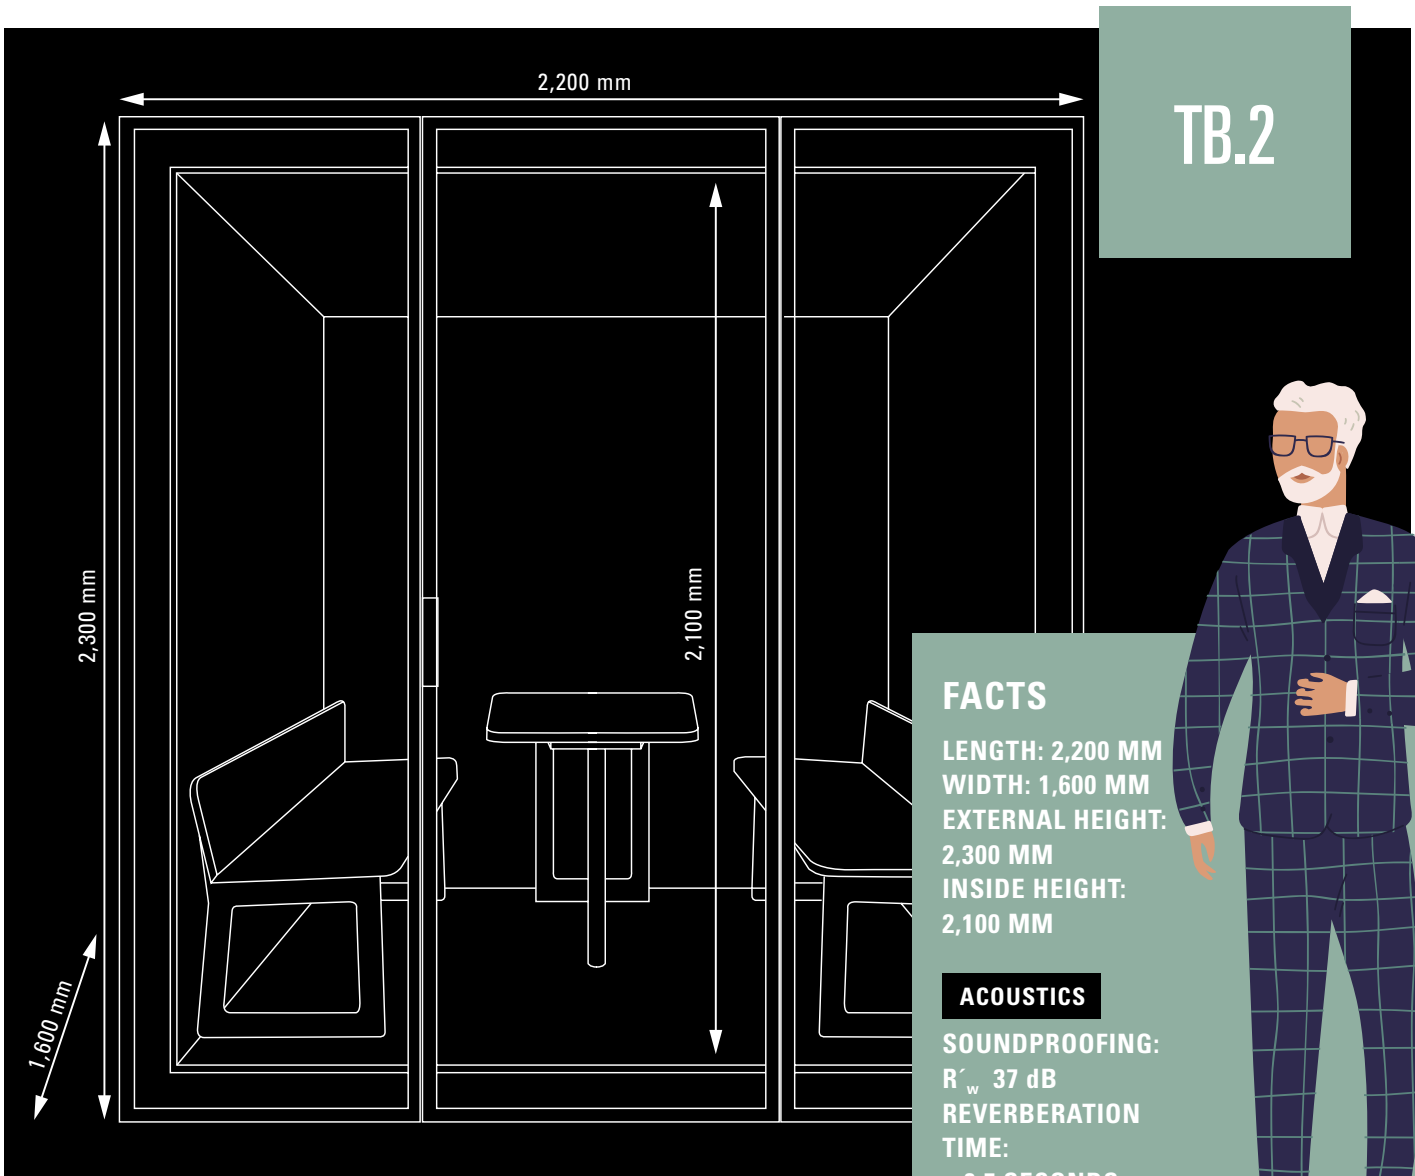 2,200 mm
TB.2
2,300 mm
2,100 mm
1,600 mm
FACTS
LENGTH: 2,200 MM
WIDTH: 1,600 MM
EXTERNAL HEIGHT:
2,300 MM
INSIDE HEIGHT:
2,100 MM
ACOUSTICS
SOUNDPROOFING:
R´w 37 dB
REVERBERATION
TIME: